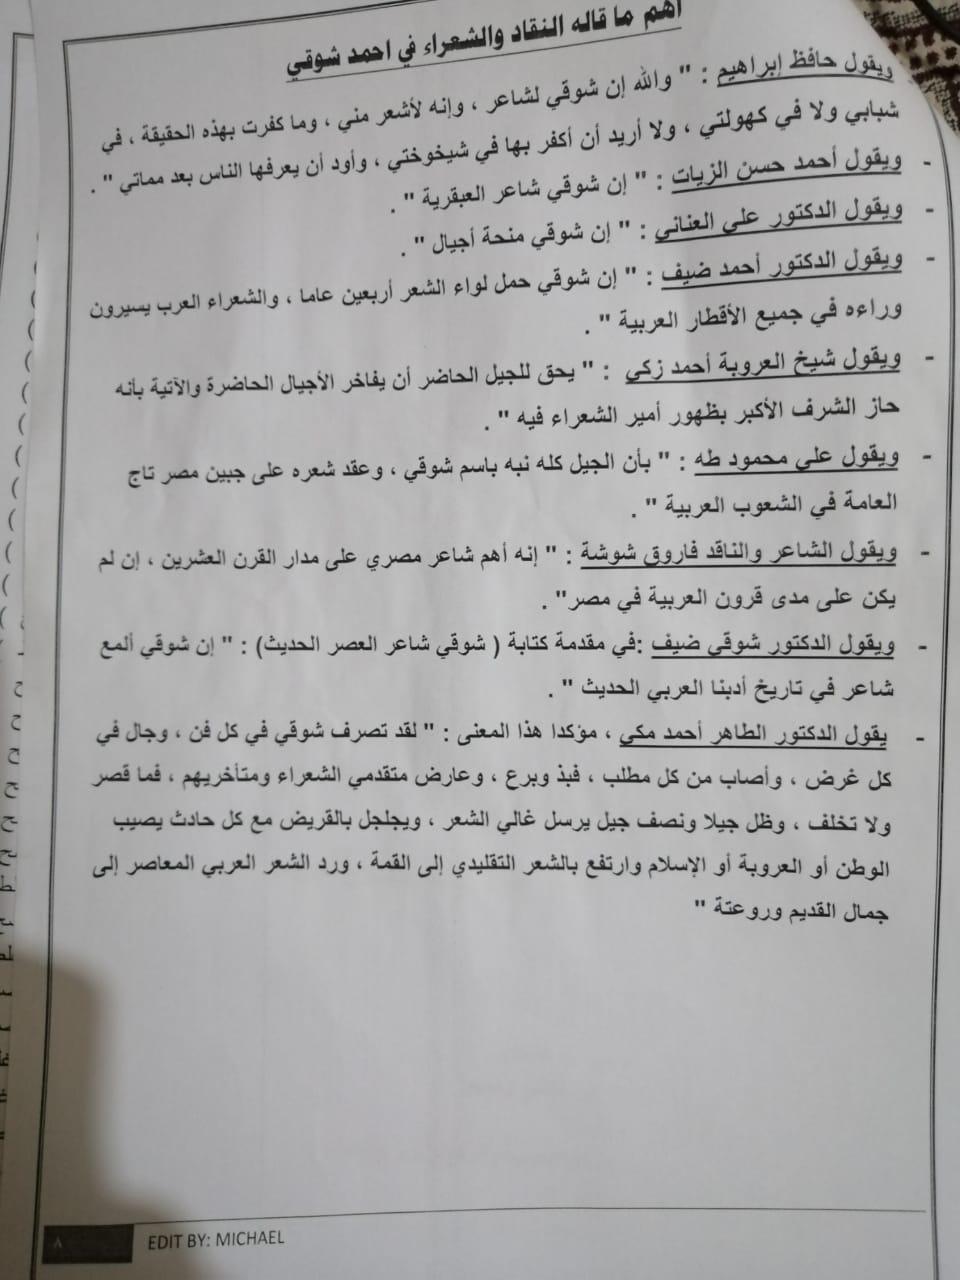 أهم ما قاله النقاد والشعراء في احمد شوقي
ويقول حافظ إبراهيم : " والله إن شوقي لشاعر ، وإنه لأشعر مني ، وما كفرت بهذه الحقيقة ، في
شبابي ولا في كهولتي ، ولا أريد أن أكفر بها في شيخوختي ، وأود أن يعرفها الناس بعد مماتي " .
- ويقول أحمد حسن الزيات : " إن شوقي شاعر العبقرية " .
- ويقول الدكتور علي العناني : " إن شوقي منحة أجيال " .
- ويقول الدكتور أحمد ضيف : " إن شوقي حمل لواء الشعر أربعين عاما ، والشعراء العرب يسيرون
وراءه في جميع الأقطار العربية " .
- ويقول شيخ العروبة أحمد زكي : " يحق للجيل الحاضر أن يفاخر الأجيال الحاضرة والآتية بأنه
حاز الشرف الأكبر بظهور أمير الشعراء فيه " .
- ويقول علي محمود طه : " بأن الجيل كله نبه باسم شوقي ، وعقد شعره على جبين مصر تاج
العامة في الشعوب العربية " .
- ويقول الشاعر والناقد فاروق شوشة : " إنه أهم شاعر مصري على مدار القرن العشرين ، إن لم
يكن على مدى قرون العربية في مصر" .
- ويقول الدكتور شوقي ضيف :في مقدمة كتابة ( شوقي شاعر العصر الحديث) : " إن شوقي ألمع
شاعر في تاريخ أدبنا العربي الحديث " .
- يقول الدكتور الطاهر أحمد مكي ، مؤكدا هذا المعنى : " لقد تصرف شوقي في كل فن ، وجال في
كل غرض ، وأصاب من كل مطلب ، فبذ وبرع ، وعارض متقدمي الشعراء ومتأخريهم ، فما قصر
ولا تخلف ، وظل جيلا ونصف جيل يرسل غالي الشعر ، ويجلجل بالقريض مع كل حادث يصيب
الوطن أو العروبة أو الإسلام وارتفع بالشعر التقليدي إلى القمة ، ورد الشعر العربي المعاصر إلى
جمال القديم وروعتة "
٨
EDIT BY: MICHAEL